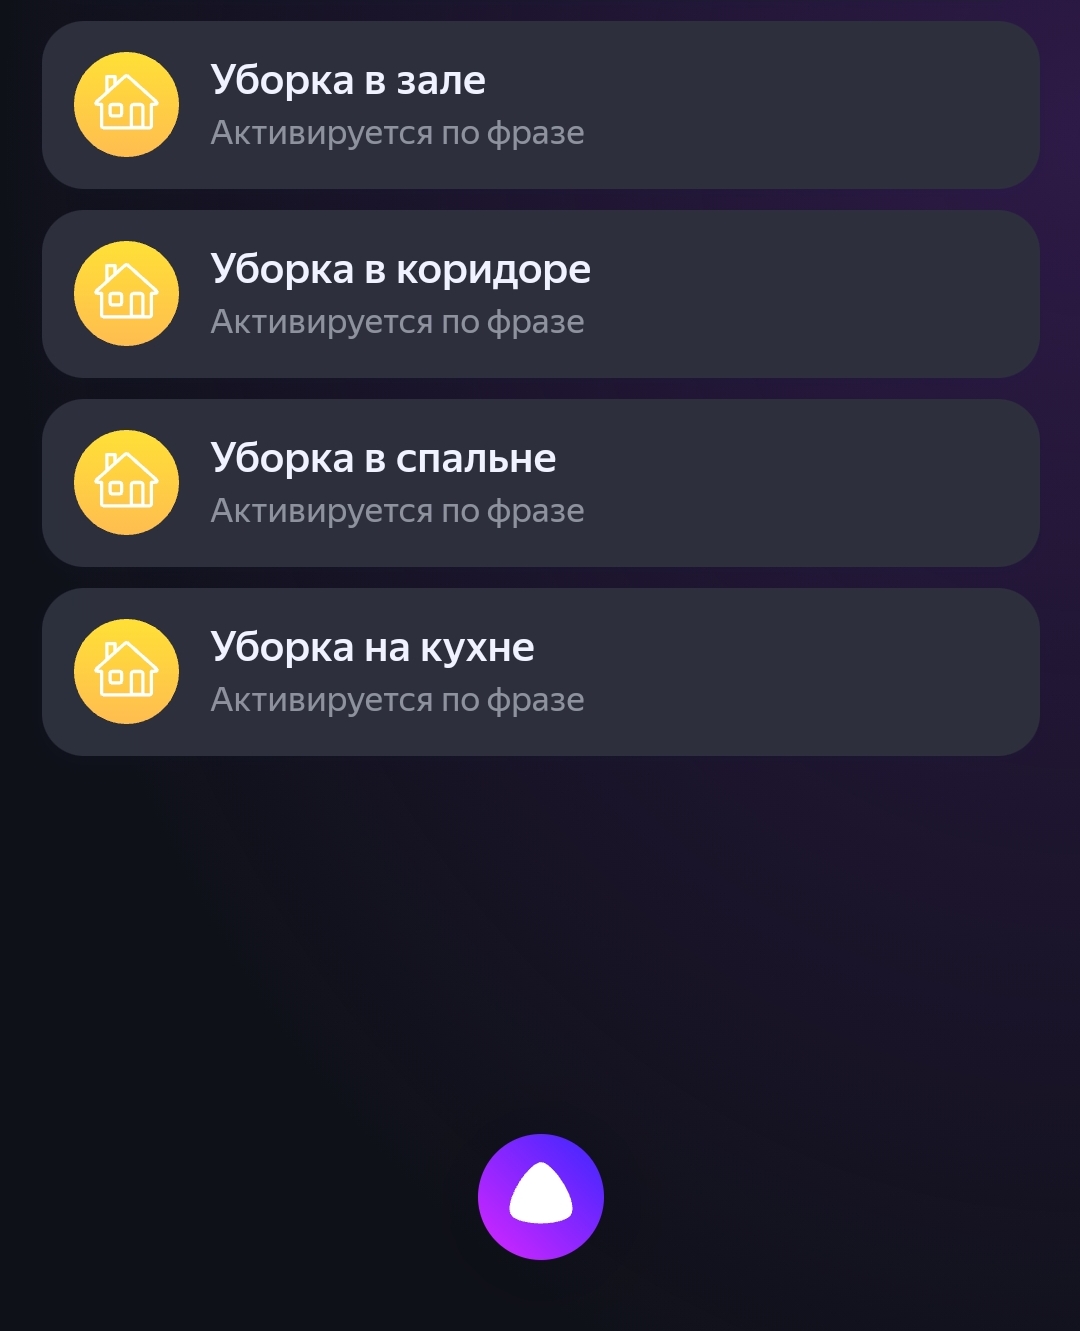 Уборка в зале
Активируется по фразе
Уборка в коридоре
Активируется по фразе
Уборка в спальне
Активируется по фразе
Уборка на кухне
Активируется по фразе